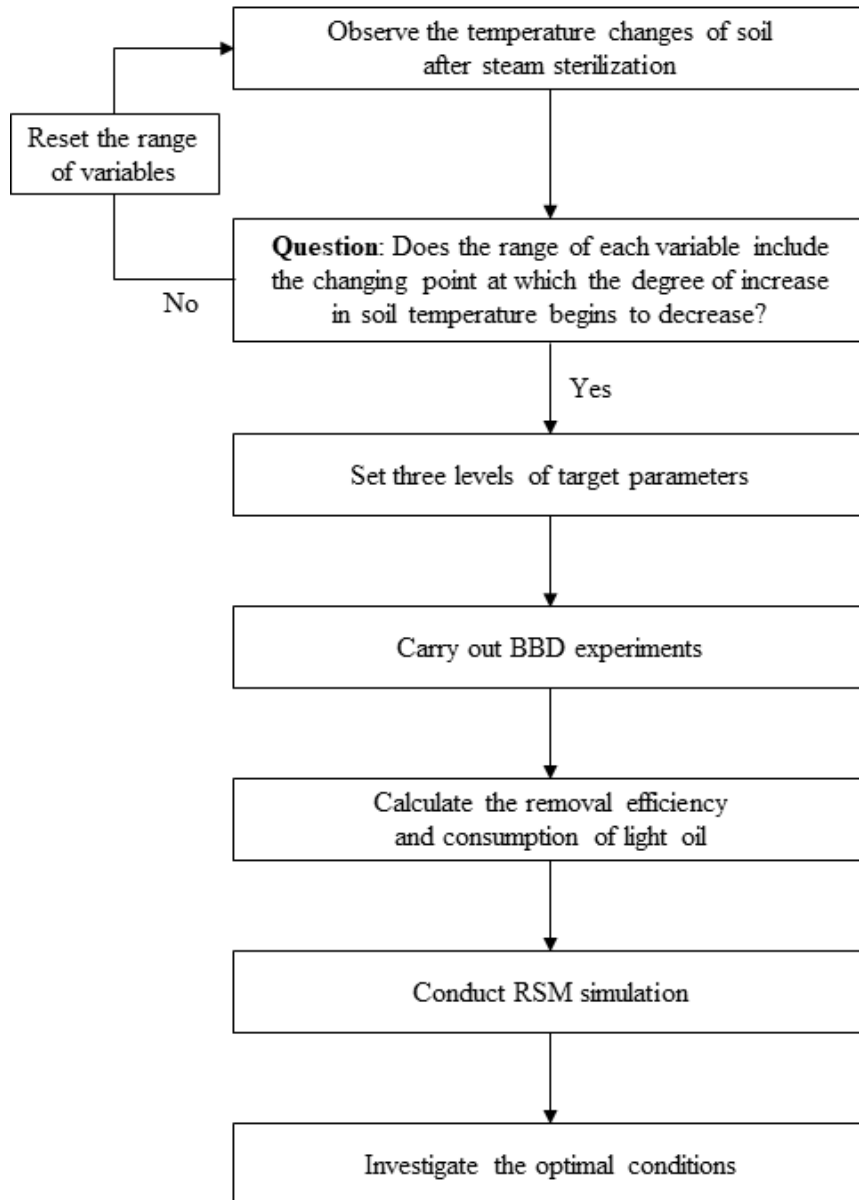 Observe the temperature changes of soil
after steam sterilization
Reset the range
of variables
Question: Does the range of each variable include
the changing point at which the degree of increase
in soil temperature begins to decrease?
No
Yes
Set three levels of target parameters
Carry out BBD experiments
Calculate the removal efficiency
and consumption of light oil
Conduct RSM simulation
Investigate the optimal conditions